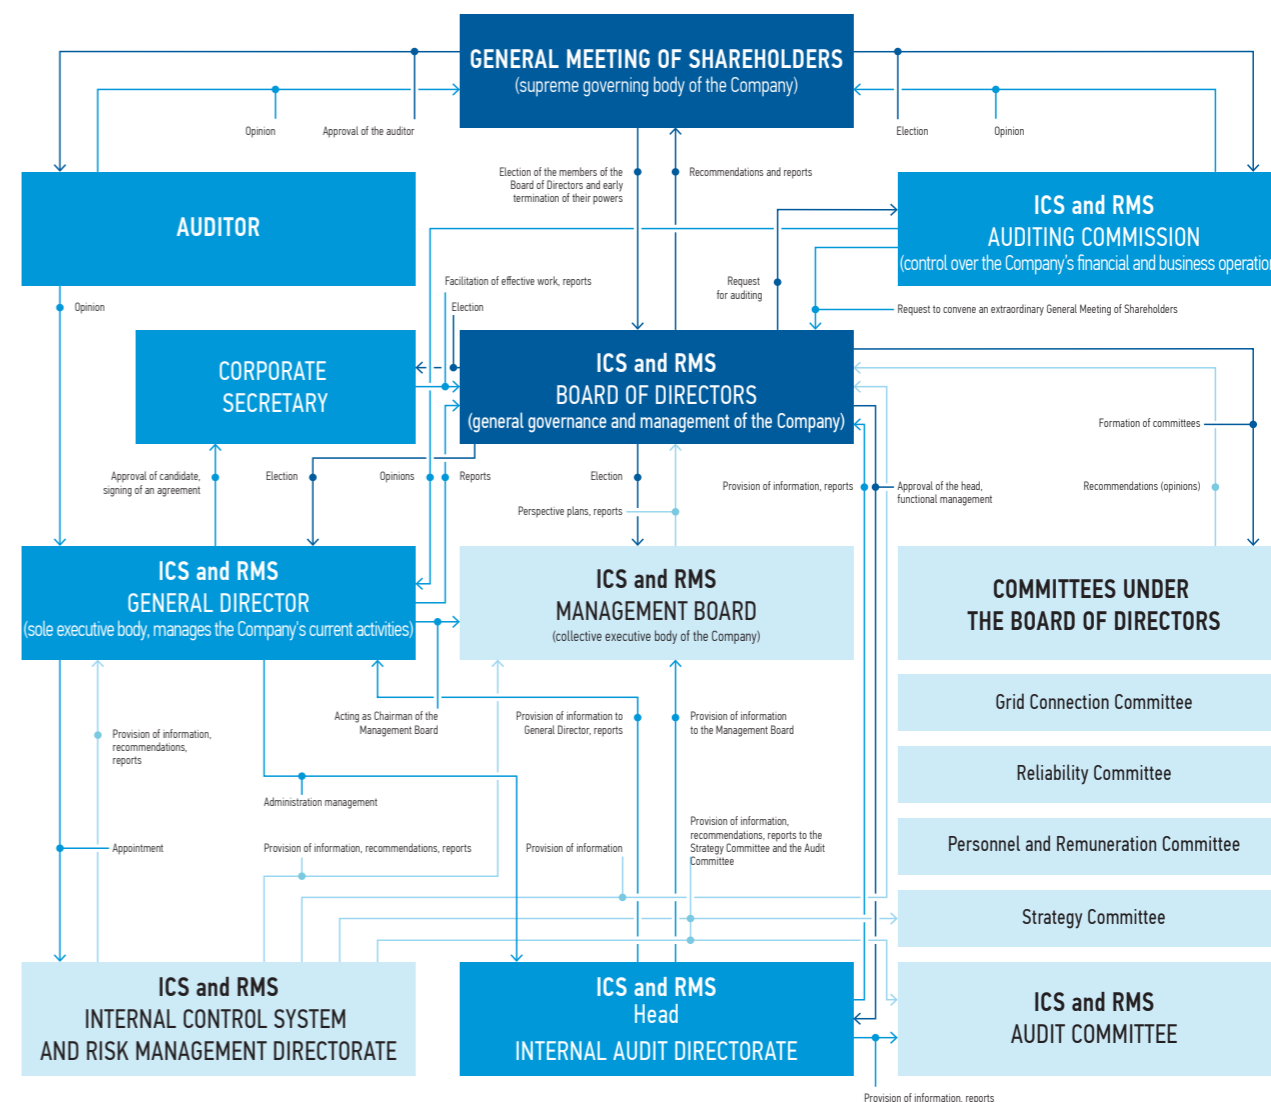 GENERAL MEETING OF SHAREHOLDERS
(supreme governing body of the Company)
Opinion
Approval of the auditor
Election
Opinion
Election of the members of the
Board of Directors and early
termination of their powers
Recommendations and reports
AUDITOR
ICS and RMS
AUDITING COMMISSION
(control over the Company's financial and business operation
Facilitation of effective work, reports
Request
for auditing
Opinion
Election
Request to convene an extraordinary General Meeting of Shareholders
CORPORATE
SECRETARY
ICS and RMS
BOARD OF DIRECTORS
(general governance and management of the Company)
Formation of committees
Approval of candidate,
signing of an agreement
Election
Opinions
Reports
Election
Provision of information, reports
Approval of the head,
functional management
Recommendations (opinions)
Perspective plans, reports
ICS and RMS
GENERAL DIRECTOR
(sole executive body, manages the Company's current activities)
ICS and RMS
MANAGEMENT BOARD
(collective executive body of the Company)
COMMITTEES UNDER
THE BOARD OF DIRECTORS
Grid Connection Committee
Acting as Chairman of the
Management Board
Provision of information to
General Director, reports
Provision of information
to the Management Board
Provision of information,
recommendations,
reports
Reliability Committee
Administration management
Provision of information,
recommendations, reports to the
Strategy Committee and the Audit
Committee
Appointment
Provision of information, recommendations, reports
Provision of information
Personnel and Remuneration Committee
Strategy Committee
ICS and RMS
INTERNAL CONTROL SYSTEM
AND RISK MANAGEMENT DIRECTORATE
ICS and RMS
Head
INTERNAL AUDIT DIRECTORATE
ICS and RMS
AUDIT COMMITTEE
Provision of information, reports